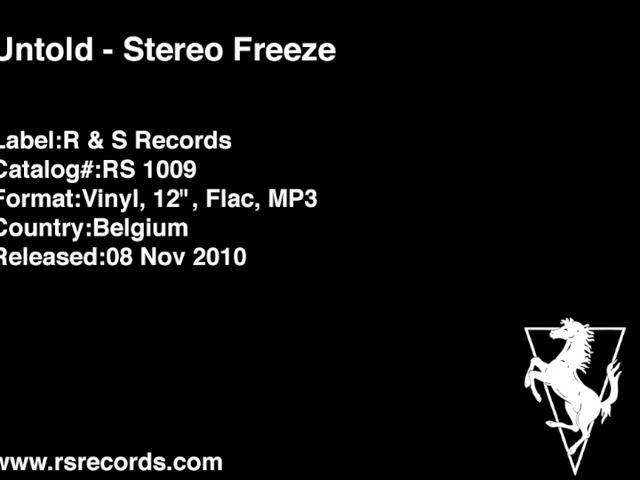 Untold - Stereo Freeze
Label:R & S Records
Catalog#:RS 1009
Format:Vinyl, 12", Flac, MP3
Country:Belgium
Released:08 Nov 2010
www.rsrecords.com